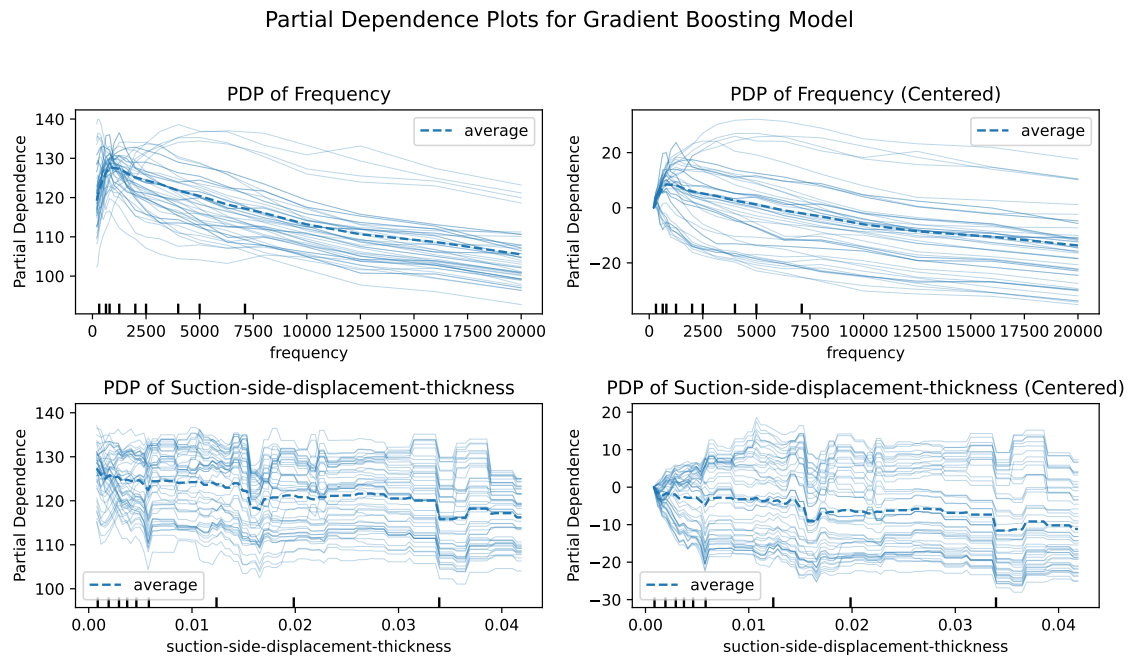 Partial Dependence Plots for Gradient Boosting Model
PDP of Frequency
Partial Dependence
140
130
120
110
100
average
0 2500 5000 7500 10000 12500 15000 17500 20000
frequency
PDP of Frequency (Centered)
Partial Dependence
20
0
−20
average
0 2500 5000 7500 10000 12500 15000 17500 20000
frequency
PDP of Suction-side-displacement-thickness
Partial Dependence
140
130
120
110
100
average
0.00 0.01 0.02 0.03 0.04
suction-side-displacement-thickness
PDP of Suction-side-displacement-thickness (Centered)
Partial Dependence
20
10
0
−10
−20
−30
average
0.00 0.01 0.02 0.03 0.04
suction-side-displacement-thickness